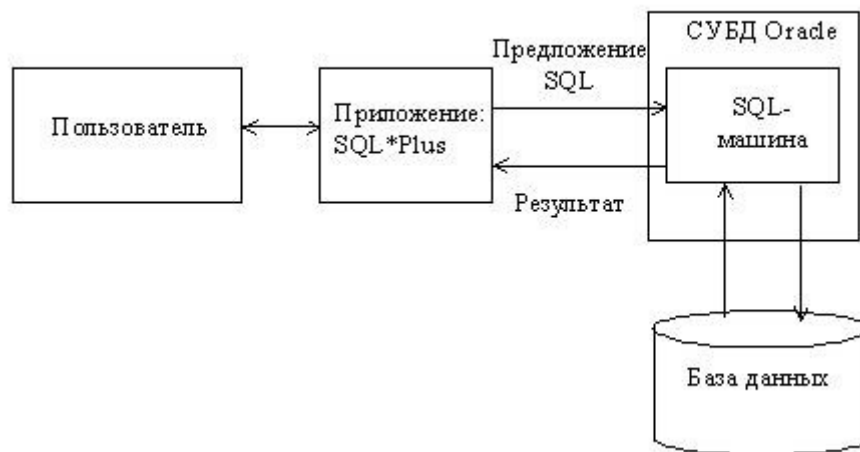 Пользователь
Приложение:
SQL*Plus
Предложение
SQL
Результат
СУБД Oracle
SQL-
машина
База данных